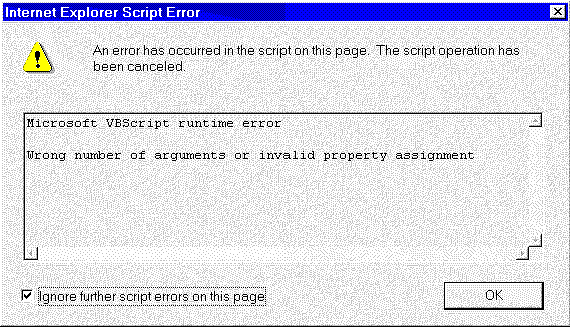 Internet Explorer Script Error
An error has occurred in the script on this page. The script operation has
been canceled.
Microsoft VBScript runtime error
Wrong number of arguments or invalid property assignment
Ignore further script errors on this page
OK